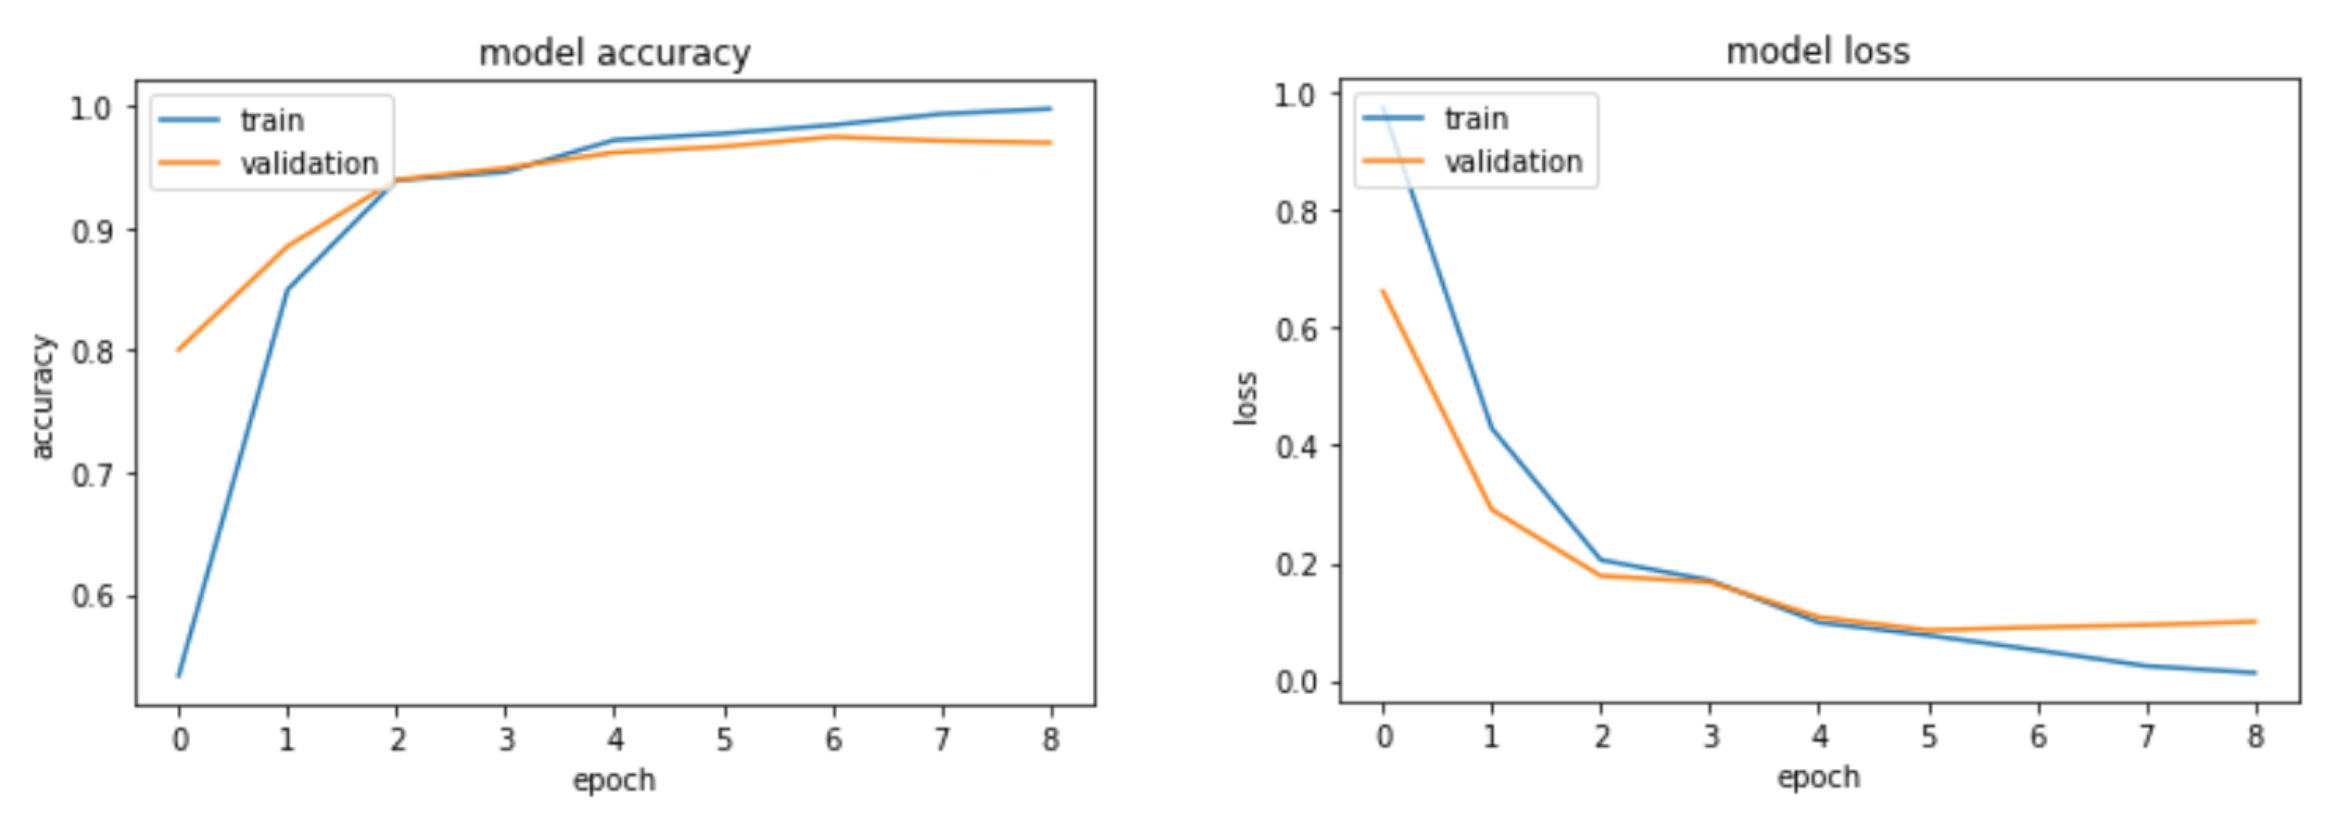 model accuracy
train
validation
1.0
0.9
0.8
0.7
0.6
accuracy
0 1 2 3 4 5 6 7 8
epoch
model loss
train
validation
1.0
0.8
0.6
0.4
0.2
0.0
loss
0 1 2 3 4 5 6 7 8
epoch